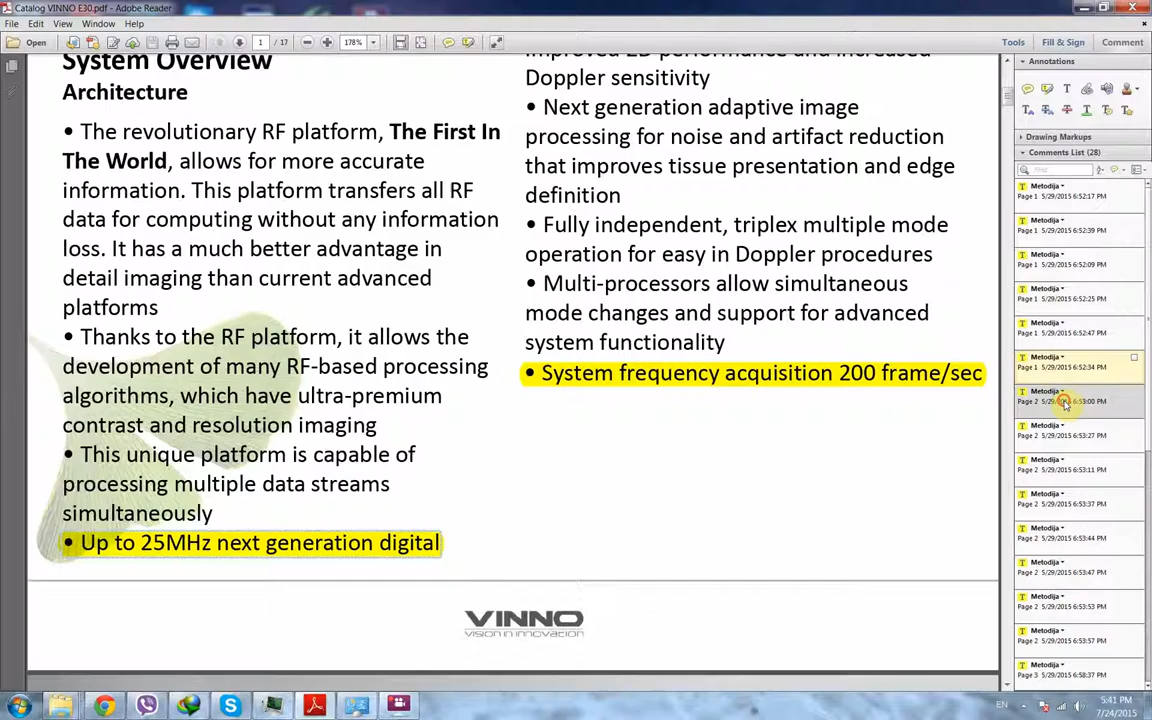 Catalog VINNO E30.pdf - Adobe Reader
File Edit View Window Help
Open
1 / 17
178%
Tools Fill & Sign Comment
System Overview
Architecture
• The revolutionary RF platform, The First In
The World, allows for more accurate
information. This platform transfers all RF
data for computing without any information
loss. It has a much better advantage in
detail imaging than current advanced
platforms
• Thanks to the RF platform, it allows the
development of many RF-based processing
algorithms, which have ultra-premium
contrast and resolution imaging
• This unique platform is capable of
processing multiple data streams
simultaneously
• Up to 25MHz next generation digital
improved 2D performance and increased
Doppler sensitivity
• Next generation adaptive image
processing for noise and artifact reduction
that improves tissue presentation and edge
definition
• Fully independent, triplex multiple mode
operation for easy in Doppler procedures
• Multi-processors allow simultaneous
mode changes and support for advanced
system functionality
• System frequency acquisition 200 frame/sec
VINNO
Vision in innovation
Annotations
Drawing Markups
Comments List (28)
Find
Metodija
Page 1 5/29/2015 6:52:17 PM
Metodija
Page 1 5/29/2015 6:52:39 PM
Metodija
Page 1 5/29/2015 6:52:09 PM
Metodija
Page 1 5/29/2015 6:52:25 PM
Metodija
Page 1 5/29/2015 6:52:47 PM
Metodija
Page 1 5/29/2015 6:52:34 PM
Metodija
Page 2 5/29/2015 6:53:00 PM
Metodija
Page 2 5/29/2015 6:53:27 PM
Metodija
Page 2 5/29/2015 6:53:11 PM
Metodija
Page 2 5/29/2015 6:53:37 PM
Metodija
Page 2 5/29/2015 6:53:44 PM
Metodija
Page 2 5/29/2015 6:53:47 PM
Metodija
Page 2 5/29/2015 6:53:53 PM
Metodija
Page 2 5/29/2015 6:53:57 PM
Metodija
Page 3 5/29/2015 6:58:37 PM
EN
5:41 PM
7/24/2015